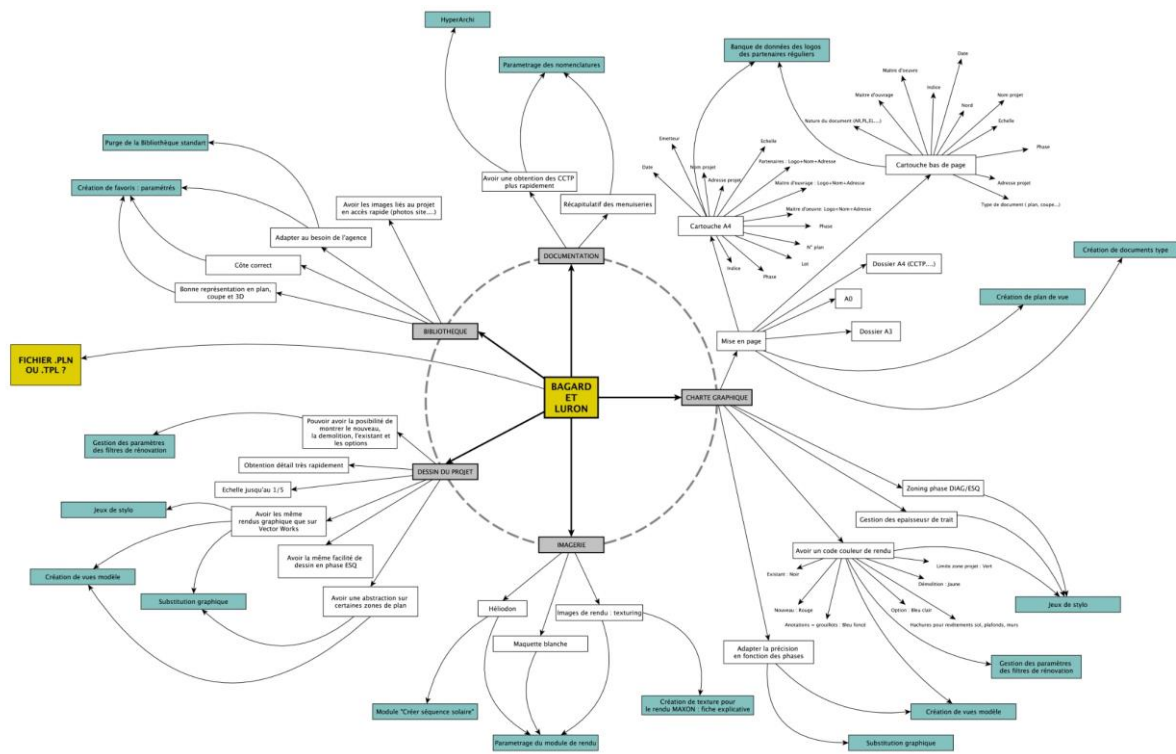 HyperArchi
Parametrage des nomenclatures
Banque de données des logos
des partenaires réguliers
Date
Maitre d'oeuvre
Indice
Maitre d'ouvrage
Nord
Nom projet
Nature du document (AR,PL,EL,...)
Echelle
Phase
Cartouche bas de page
Adresse projet
Type de document ( plan, coupe...)
Purge de la Bibliothèque standart
Création de favoris : paramétrés
Avoir les images liés au projet
en accès rapide (photos site....)
Adapter au besoin de l'agence
Côte correct
Bonne représentation en plan,
coupe et 3D
Avoir une obtention des CCTP
plus rapidement
Récapitulatif des menuiseries
Emetteur
Date
Nom projet
Adresse projet
Echelle
Partenaires : Logo+Nom+Adresse
Maitre d'ouvrage : Logo+Nom+Adresse
Maitre d'œuvre: Logo+Nom+Adresse
Phase
N° plan
Lot
Phase
Indice
Cartouche A4
DOCUMENTATION
BIBLIOTHEQUE
Dossier A4 (CCTP....)
A0
Dossier A3
Mise en page
Création de documents type
Création de plan de vue
FICHIER .PLN
OU .TPL ?
BAGARD
ET
LURON
CHARTE GRAPHIQUE
Pouvoir avoir la posibilité de
montrer le nouveau,
la demolition, l'existant et
les options
Gestion des paramètres
des filtres de rénovation
Obtention détail très rapidement
DESSIN DU PROJET
Echelle jusqu'au 1/5
Jeux de stylo
Avoir les même
rendus graphique que sur
Vector Works
Avoir la même facilité de
dessin en phase ESQ
Création de vues modèle
Substitution graphique
Avoir une abstraction sur
certaines zones de plan
IMAGERIE
Héliodon
Images de rendu : texturing
Maquette blanche
Module "Créer séquence solaire"
Parametrage du module de rendu
Création de texture pour
le rendu MAXON : fiche explicative
Zoning phase DIAG/ESQ
Gestion des epaisseusr de trait
Avoir un code couleur de rendu
Existant : Noir
Limite zone projet : Vert
Démolition : Jaune
Nouveau : Rouge
Option : Bleu clair
Anotations = grouillots : Bleu foncé
Hachures pour revêtements sol, plafonds, murs
Jeux de stylo
Adapter la précision
en fonction des phases
Gestion des paramètres
des filtres de rénovation
Création de vues modèle
Substitution graphique